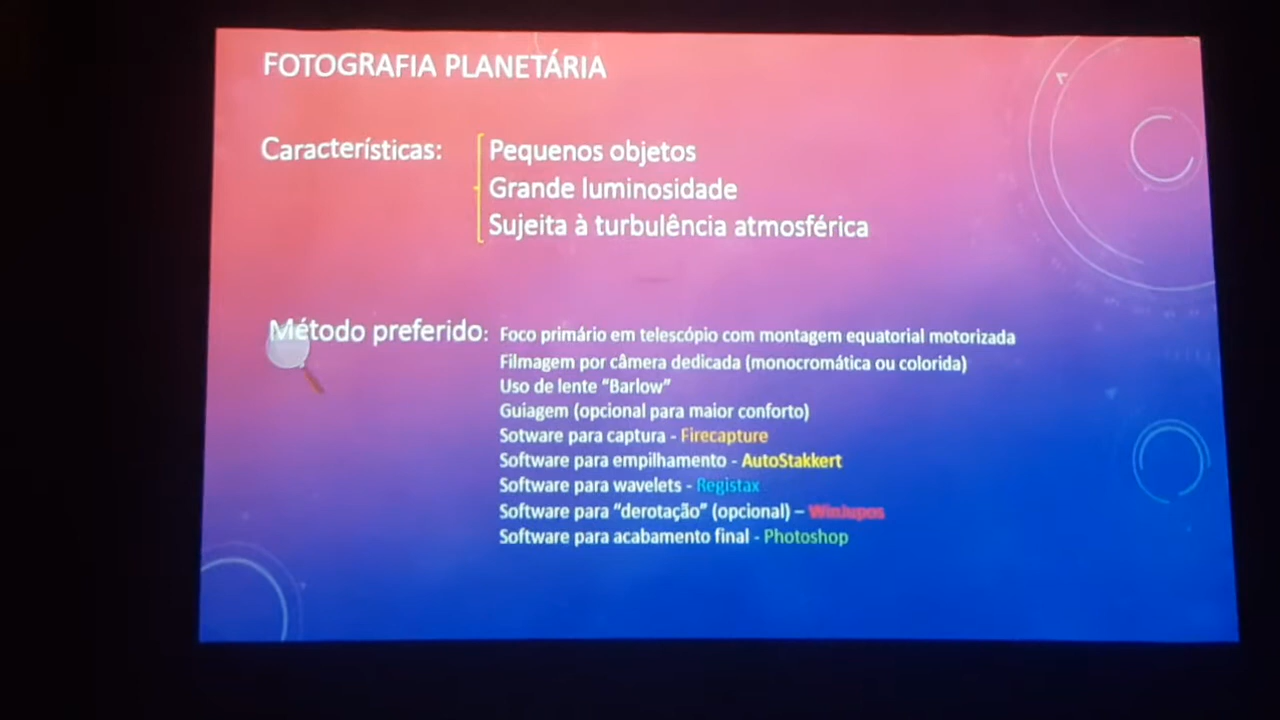 FOTOGRAFIA PLANETÁRIA
Características:
Pequenos objetos
Grande luminosidade
Sujeita à turbulência atmosférica
Método preferido: Foco primário em telescópio com montagem equatorial motorizada
Filmagem por câmera dedicada (monocromática ou colorida)
Uso de lente "Barlow"
Guiagem (opcional para maior conforto)
Sotware para captura - Firecapture
Software para empilhamento - AutoStakkert
Software para wavelets - Registax
Software para "derotação" (opcional) – WinJupos
Software para acabamento final - Photoshop